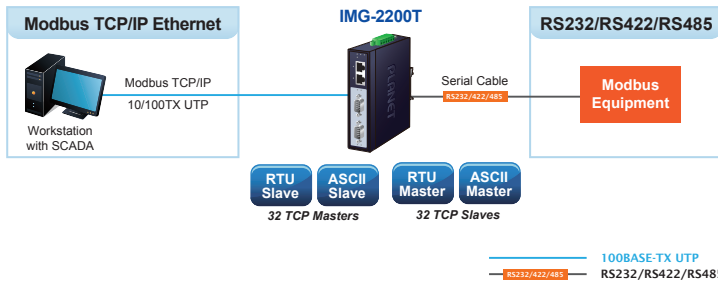 Modbus TCP/IP Ethernet
IMG-2200T
RS232/RS422/RS485
Modbus TCP/IP
10/100TX UTP
Workstation
with SCADA
PLANET
Serial Cable
RS232/422/485
Modbus
Equipment
RTU
Slave
ASCII
Slave
RTU
Master
ASCII
Master
32 TCP Masters
32 TCP Slaves
100BASE-TX UTP
RS232/422/485
RS232/RS422/RS485